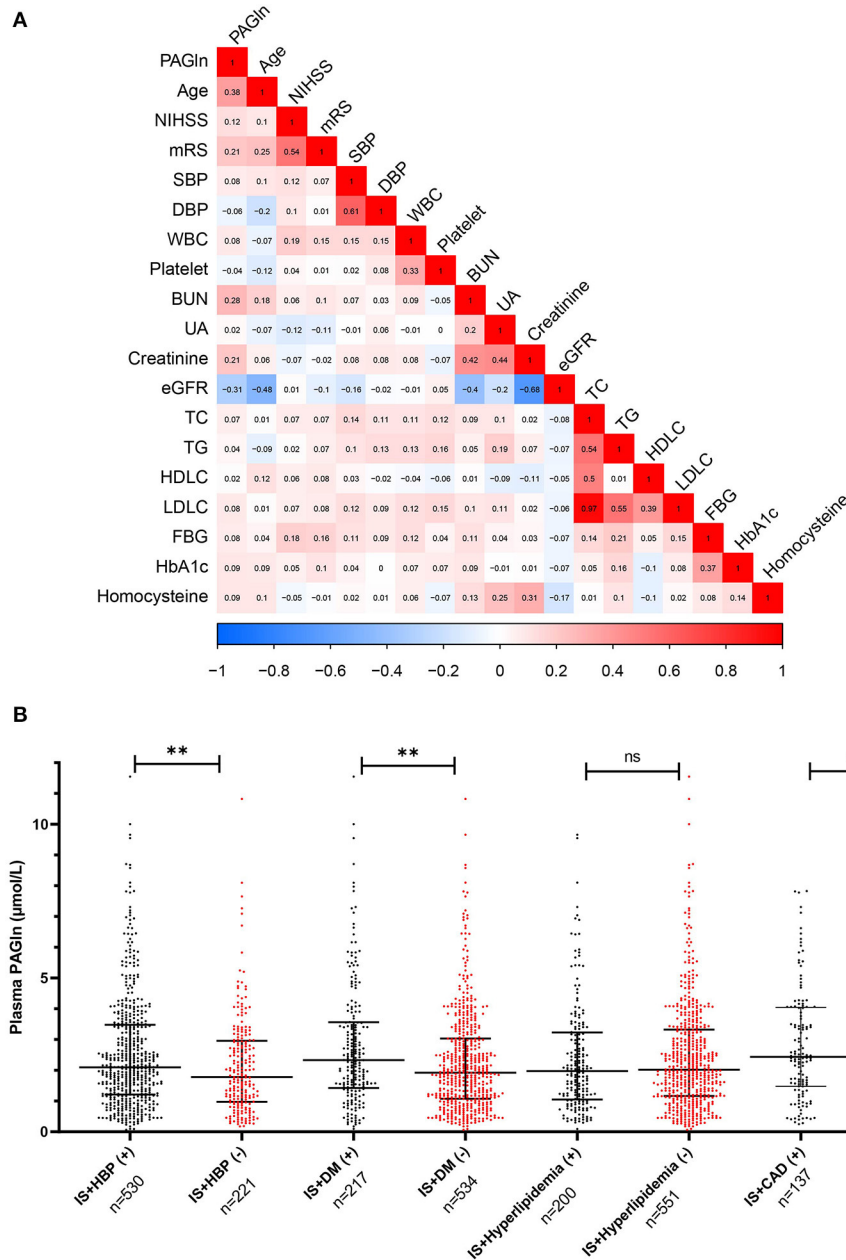 A
PAGln
Age
NIHSS
mRS
SBP
DBP
WBC
Platelet
BUN
UA
Creatinine
eGFR
TC
TG
HDLC
LDLC
FBG
HbA1c
Homocysteine
PAGln 1
Age 0.38 1
NIHSS 0.12 0.1 1
mRS 0.21 0.25 0.54 1
SBP 0.08 0.1 0.12 0.07 1
DBP −0.06 −0.2 0.1 0.01 0.61 1
WBC 0.08 −0.07 0.19 0.15 0.15 0.15 1
Platelet −0.04 −0.12 0.04 0.01 0.02 0.08 0.33 1
BUN 0.28 0.18 0.06 0.1 0.07 0.03 0.09 −0.05 1
UA 0.02 −0.07 −0.12 −0.11 −0.01 0.06 −0.01 0 0.2 1
Creatinine 0.21 0.06 −0.07 −0.02 0.08 0.08 0.08 −0.07 0.42 0.44 1
eGFR −0.31 −0.48 0.01 −0.1 −0.16 −0.02 −0.01 0.05 −0.4 −0.2 −0.68 1
TC 0.07 0.01 0.07 0.07 0.14 0.11 0.11 0.12 0.09 0.1 0.02 −0.08 1
TG 0.04 −0.09 0.02 0.07 0.1 0.13 0.13 0.16 0.05 0.19 0.07 −0.07 0.54 1
HDLC 0.02 0.12 0.06 0.08 0.03 −0.02 −0.04 −0.06 0.01 −0.09 −0.11 −0.05 0.5 0.01 1
LDLC 0.08 0.01 0.07 0.08 0.12 0.09 0.12 0.15 0.1 0.11 0.02 −0.06 0.97 0.55 0.39 1
FBG 0.08 0.04 0.18 0.16 0.11 0.09 0.12 0.04 0.11 0.04 0.03 −0.07 0.14 0.21 0.05 0.15 1
HbA1c 0.09 0.09 0.05 0.1 0.04 0 0.07 0.07 0.09 −0.01 0.01 −0.07 0.05 0.16 −0.1 0.08 0.37 1
Homocysteine 0.09 0.1 −0.05 −0.01 0.02 0.01 0.06 −0.07 0.13 0.25 0.31 −0.17 0.01 0.1 −0.1 0.02 0.08 0.14 1
−1 −0.8 −0.6 −0.4 −0.2 0 0.2 0.4 0.6 0.8 1
B
** ** ns
Plasma PAGln (μmol/L)
10
5
0
IS+HBP (+)
n=530
IS+HBP (-)
n=221
IS+DM (+)
n=217
IS+DM (-)
n=534
IS+Hyperlipidemia (+)
n=200
IS+Hyperlipidemia (-)
n=551
IS+CAD (+)
n=137